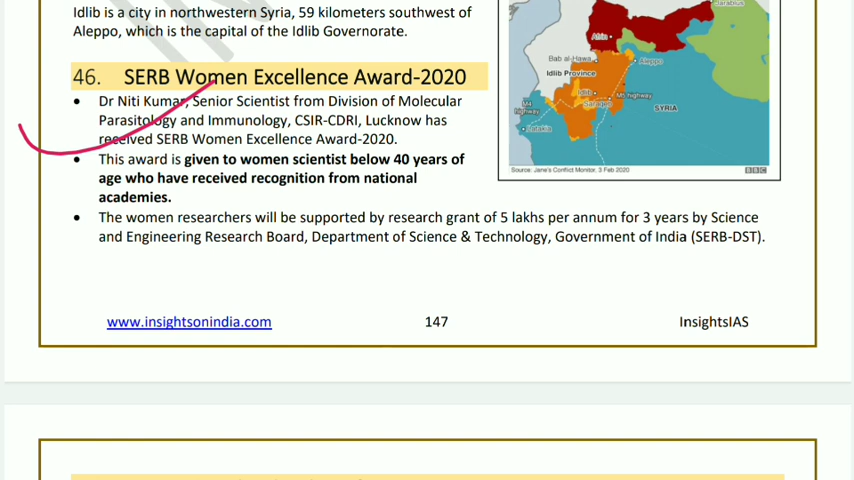 Idlib is a city in northwestern Syria, 59 kilometers southwest of
Aleppo, which is the capital of the Idlib Governorate.
Jarablus
Afrin
Bab al-Hawa
Aleppo
Idlib Province
Idlib
Saraqeb
M5 highway
M4
highway
SYRIA
Latakia
Source: Jane's Conflict Monitor, 3 Feb 2020
BBC
46. SERB Women Excellence Award-2020
• Dr Niti Kumar, Senior Scientist from Division of Molecular
Parasitology and Immunology, CSIR-CDRI, Lucknow has
received SERB Women Excellence Award-2020.
• This award is given to women scientist below 40 years of
age who have received recognition from national
academies.
• The women researchers will be supported by research grant of 5 lakhs per annum for 3 years by Science
and Engineering Research Board, Department of Science & Technology, Government of India (SERB-DST).
www.insightsonindia.com 147 InsightsIAS